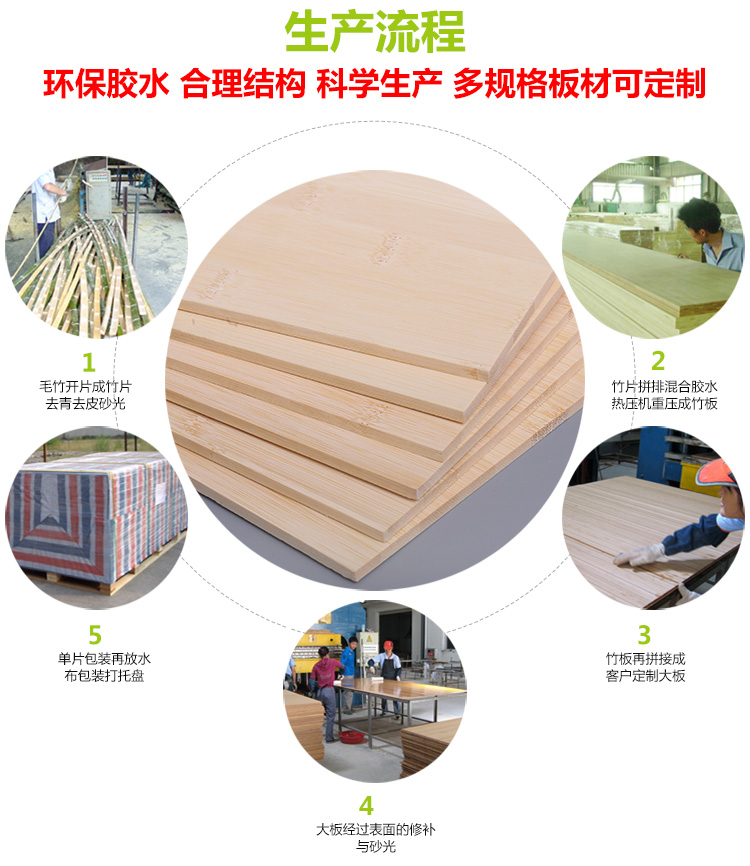 生产流程
环保胶水 合理结构 科学生产 多规格板材可定制
1
毛竹开片成竹片
去青去皮砂光
2
竹片拼排混合胶水
热压机重压成竹板
3
竹板再拼接成
客户定制大板
4
大板经过表面的修补
与砂光
5
单片包装再放水
布包装打托盘